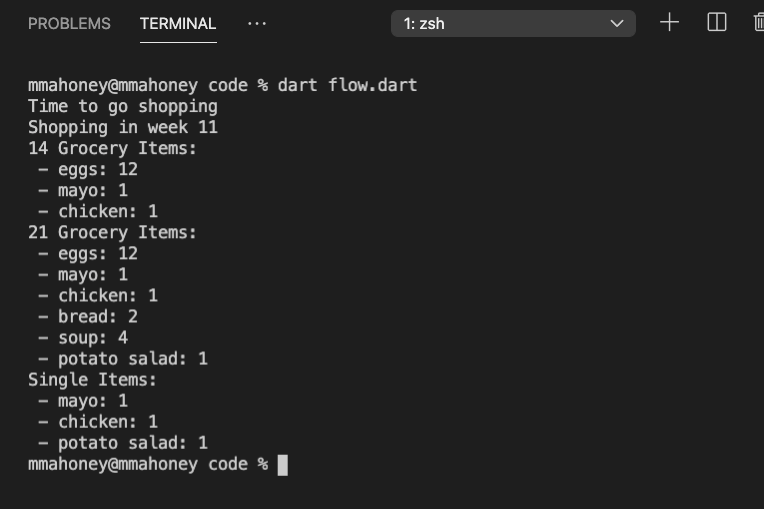 PROBLEMS TERMINAL ... 1: zsh
mmahoney@mmahoney code % dart flow.dart
Time to go shopping
Shopping in week 11
14 Grocery Items:
- eggs: 12
- mayo: 1
- chicken: 1
21 Grocery Items:
- eggs: 12
- mayo: 1
- chicken: 1
- bread: 2
- soup: 4
- potato salad: 1
Single Items:
- mayo: 1
- chicken: 1
- potato salad: 1
mmahoney@mmahoney code %